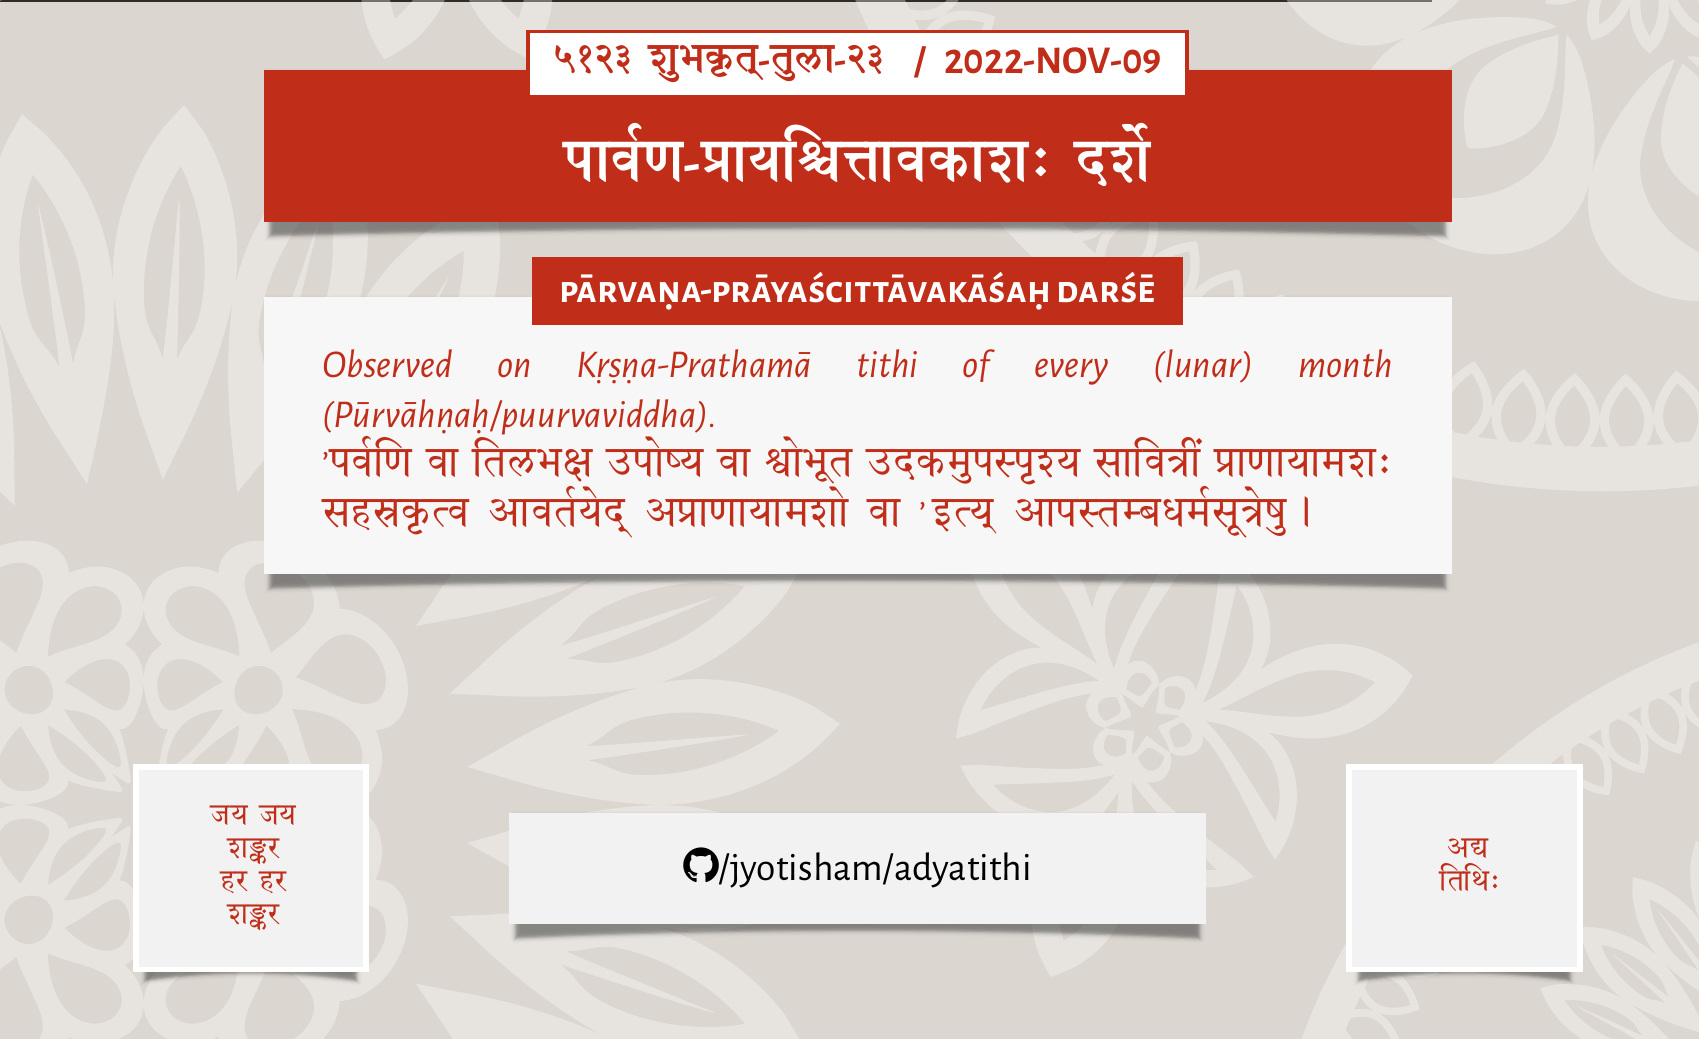 ५१२३ शुभकृत्-तुला-२३ / 2022-NOV-09
पार्वण-प्रायश्चित्तावकाशः दर्शे
PĀRVAṆA-PRĀYAŚCITTĀVAKĀŚAḤ DARŚĒ
Observed on Kṛṣṇa-Prathamā tithi of every (lunar) month
(Pūrvāhṇaḥ/puurvaviddha).
’पर्वणि वा तिलभक्ष उपोष्य वा श्वोभूत उदकमुपस्पृश्य सावित्रीं प्राणायामशः
सहस्रकृत्व आवर्तयेद् अप्राणायामशो वा ’इत्य् आपस्तम्बधर्मसूत्रेषु।
जय जय
शङ्कर
हर हर
शङ्कर
/jyotisham/adyatithi
अद्य
तिथिः